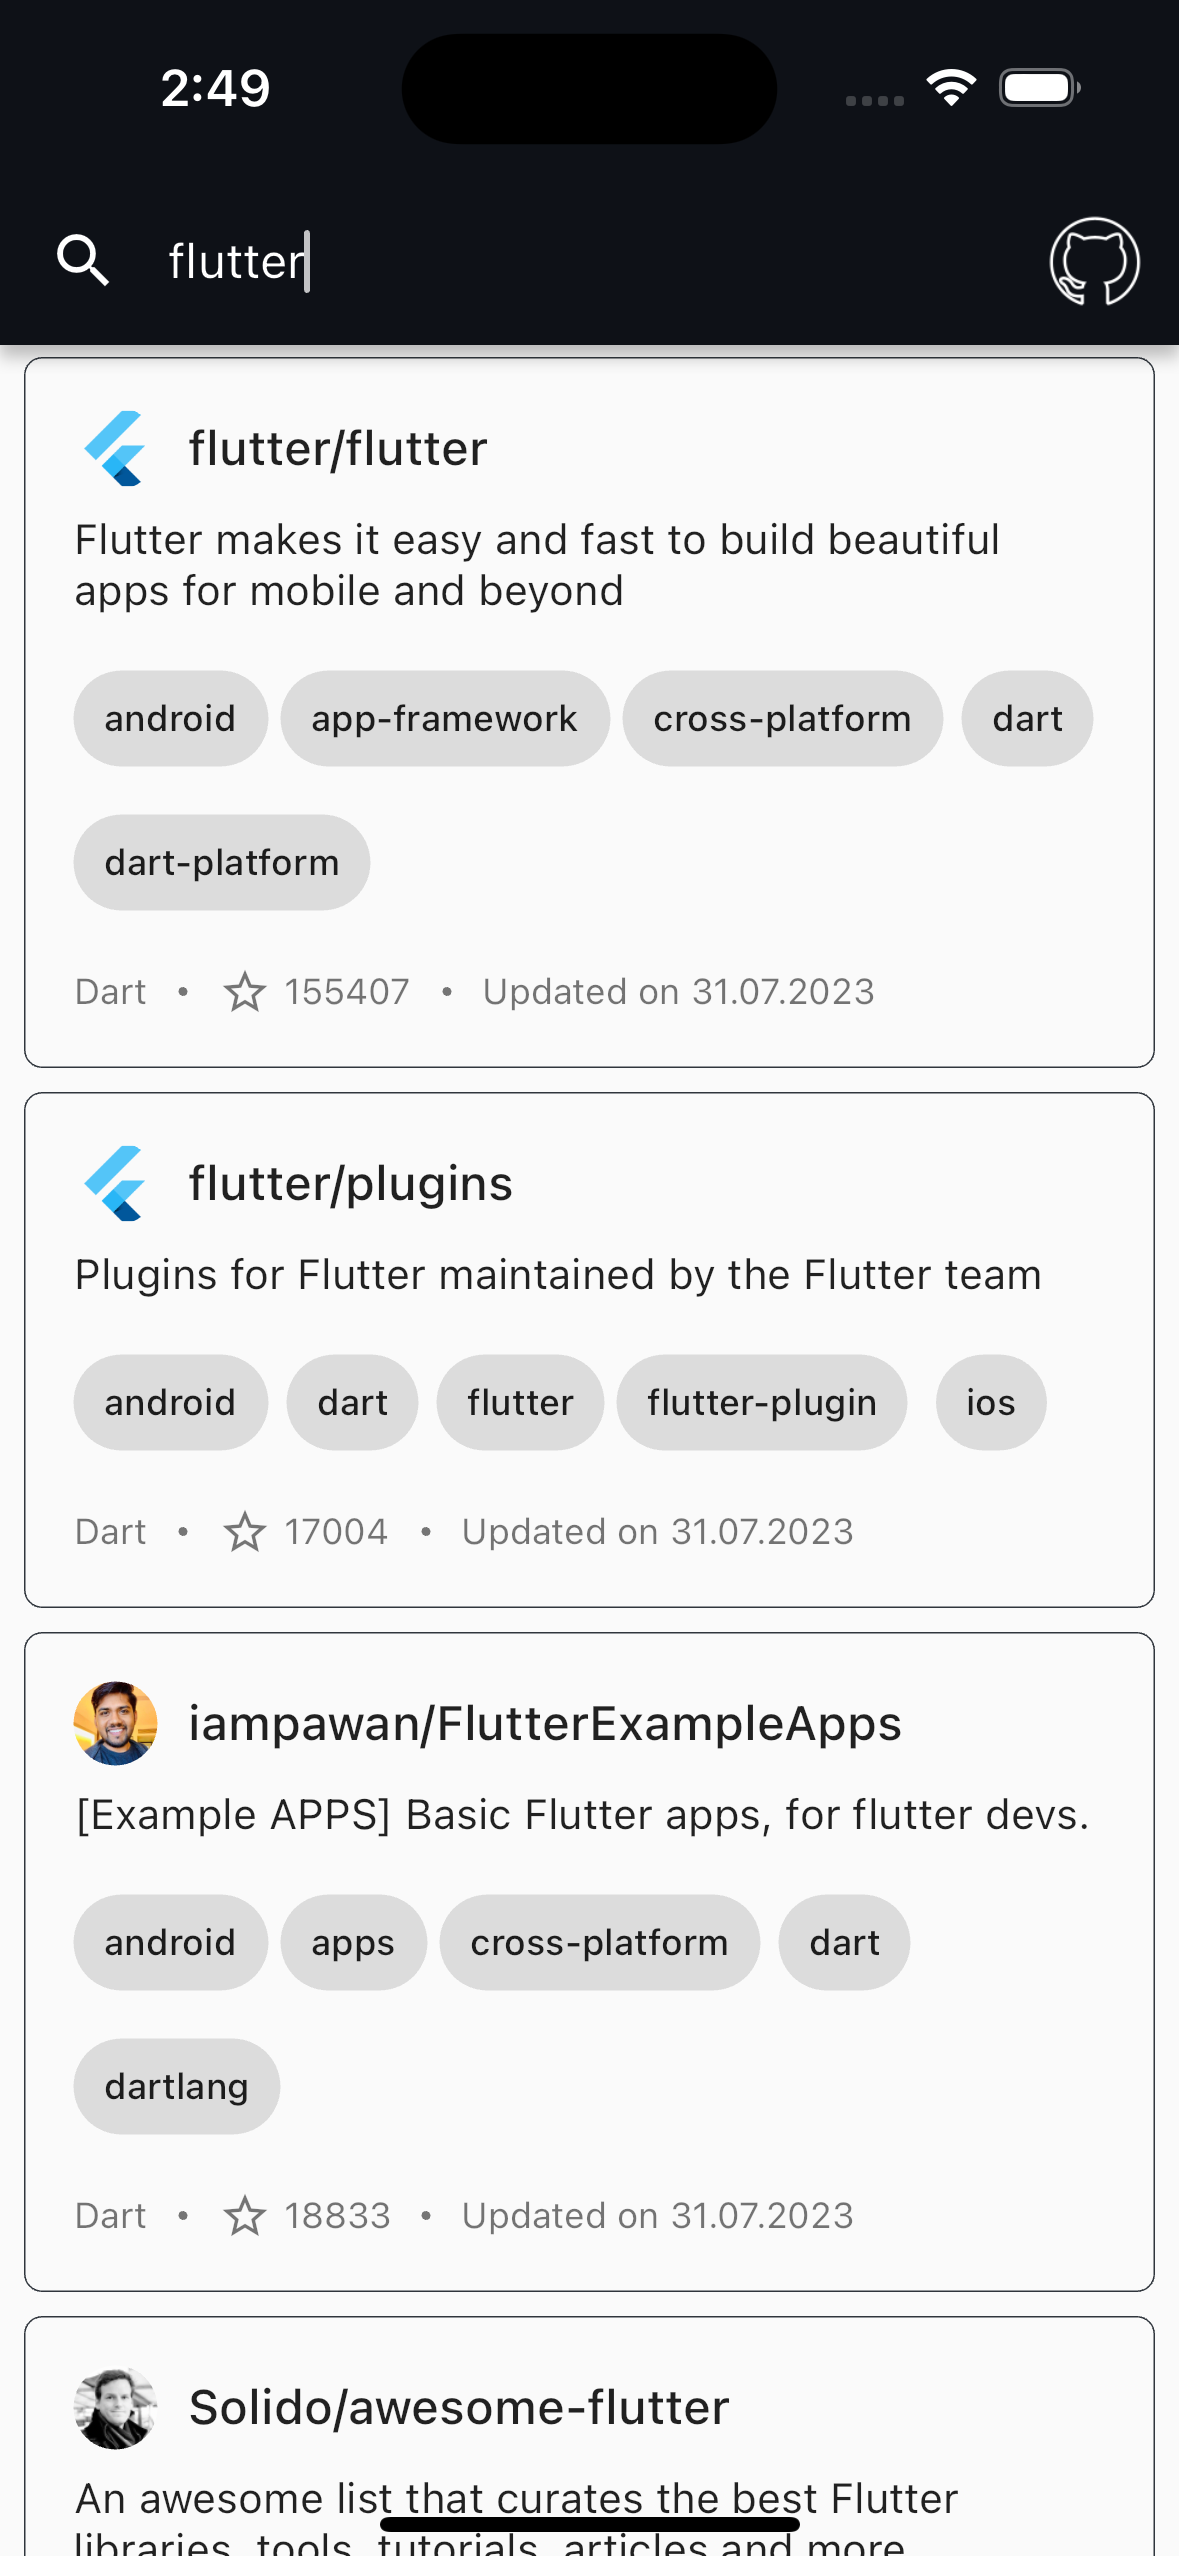 2:49
flutter
flutter/flutter
Flutter makes it easy and fast to build beautiful
apps for mobile and beyond
android app-framework cross-platform dart
dart-platform
Dart • 155407 • Updated on 31.07.2023
flutter/plugins
Plugins for Flutter maintained by the Flutter team
android dart flutter flutter-plugin ios
Dart • 17004 • Updated on 31.07.2023
iampawan/FlutterExampleApps
[Example APPS] Basic Flutter apps, for flutter devs.
android apps cross-platform dart
dartlang
Dart • 18833 • Updated on 31.07.2023
Solido/awesome-flutter
An awesome list that curates the best Flutter
libraries, tools, tutorials, articles and more